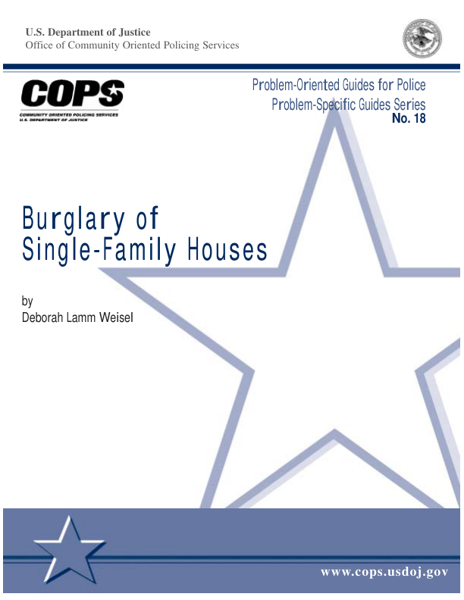 U.S. Department of Justice
Office of Community Oriented Policing Services
COPS
COMMUNITY ORIENTED POLICING SERVICES
U.S. DEPARTMENT OF JUSTICE
Problem-Oriented Guides for Police
Problem-Specific Guides Series
No. 18
Burglary of
Single-Family Houses
by
Deborah Lamm Weisel
www.cops.usdoj.gov